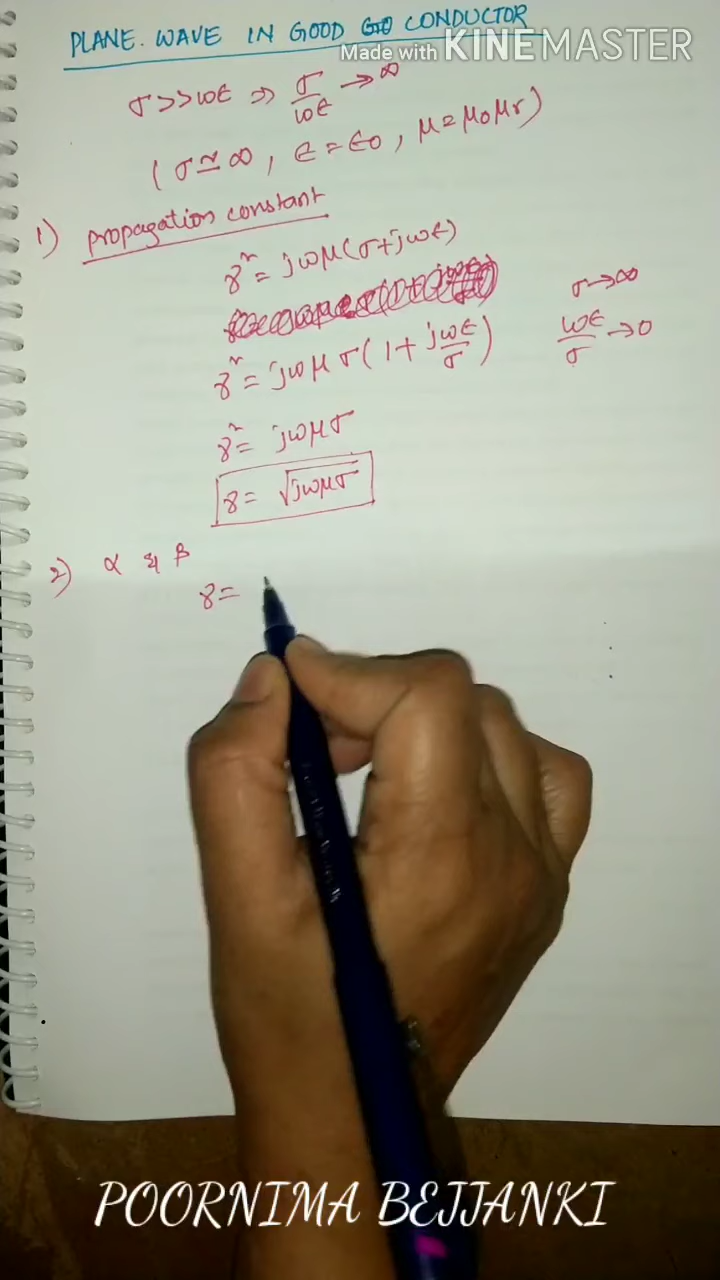 PLANE. WAVE IN GOOD CONDUCTOR
Made with KINEMASTER
σ>>ωε ⇒ σ/ωε → ∞
(σ≃∞, ε=ε0, μ=μ0μr)
1) propagation constant
γ² = jωμ(σ+jωε)
γ² = jωμσ(1+jωε/σ)
σ→∞
ωε/σ →0
γ² = jωμσ
γ = √jωμσ
2) α & β
γ =
POORNIMA BEJJANKI